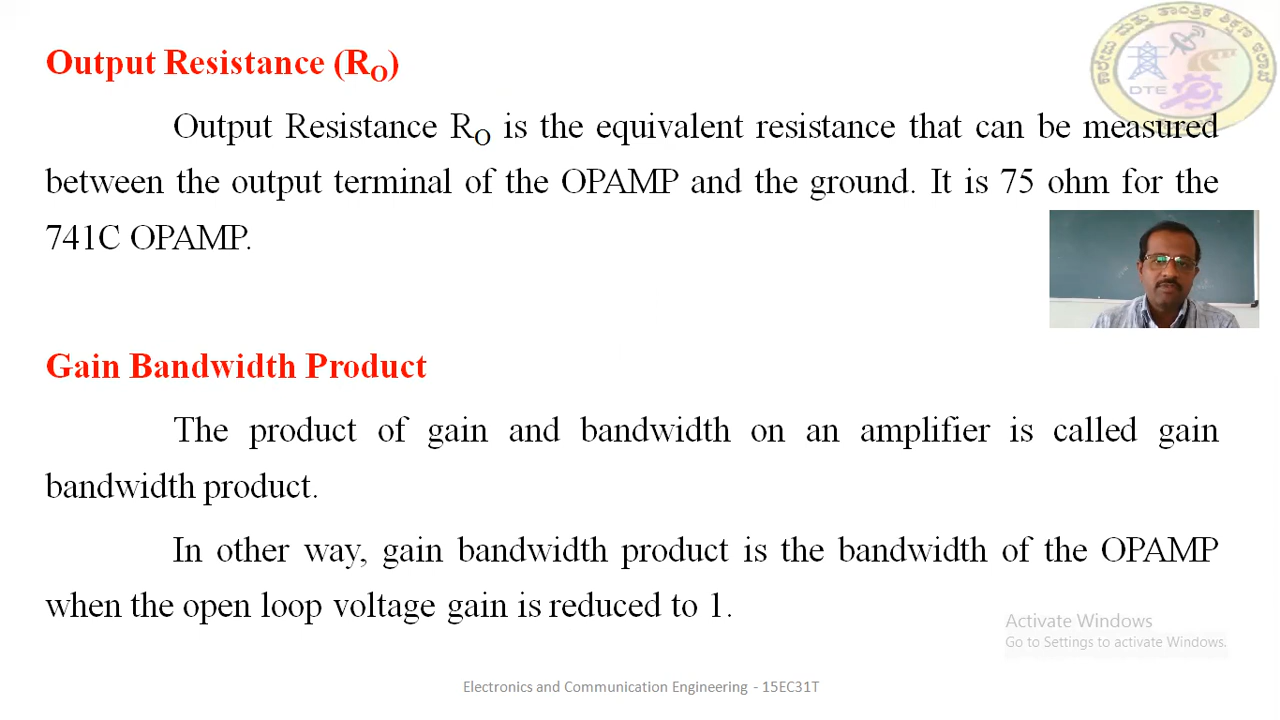 Output Resistance (RO)
ಕಾಲೇಜು ಮತ್ತು ತಾಂತ್ರಿಕ ಶಿಕ್ಷಣ ಇಲಾಖೆ
DTE
Output Resistance RO is the equivalent resistance that can be measured
between the output terminal of the OPAMP and the ground. It is 75 ohm for the
741C OPAMP.
Gain Bandwidth Product
The product of gain and bandwidth on an amplifier is called gain
bandwidth product.
In other way, gain bandwidth product is the bandwidth of the OPAMP
when the open loop voltage gain is reduced to 1.
Activate Windows
Go to Settings to activate Windows.
Electronics and Communication Engineering - 15EC31T